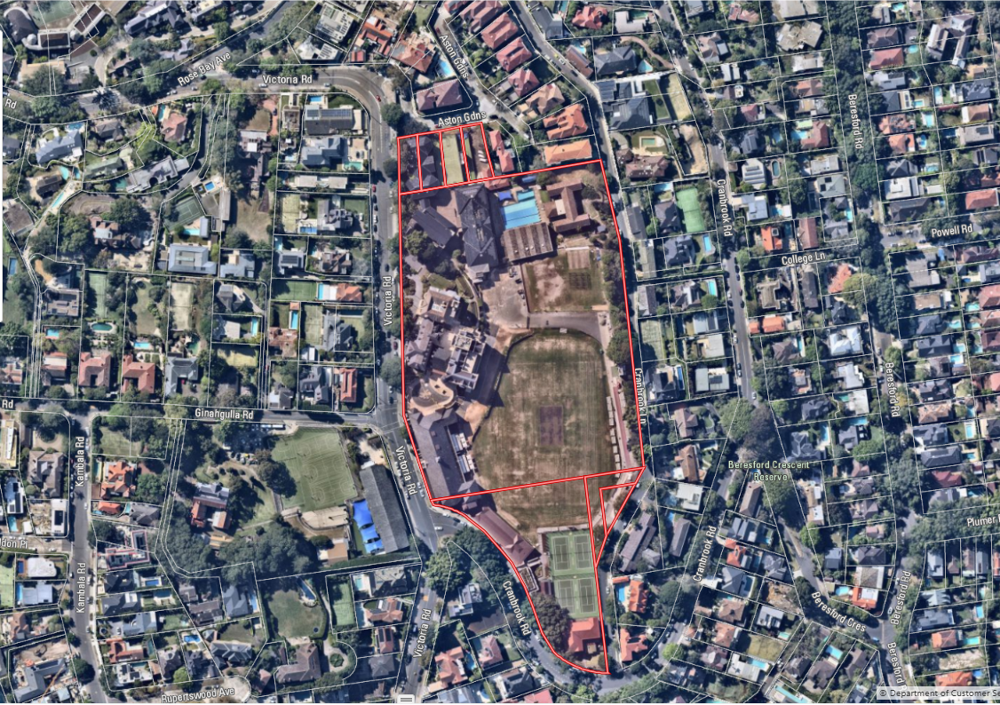 Rose Bay Ave
Victoria Rd
Aston Gdns
Aston Gdns
Rd
Beresford Rd
Cranbrook Rd
Powell Rd
College Ln
Victoria Rd
Cranbrook Ln
Beresford Rd
Rd
Ginahgulla Rd
Kambala Rd
Victoria Rd
Beresford Crescent
Reserve
Plumer
don Pl
Cranbrook Rd
Kambala Rd
Cranbrook Rd
Beresford Rd
Beresford Cres
Victoria Rd
Beresford
Rupertswood Ave
© Department of Customer Se